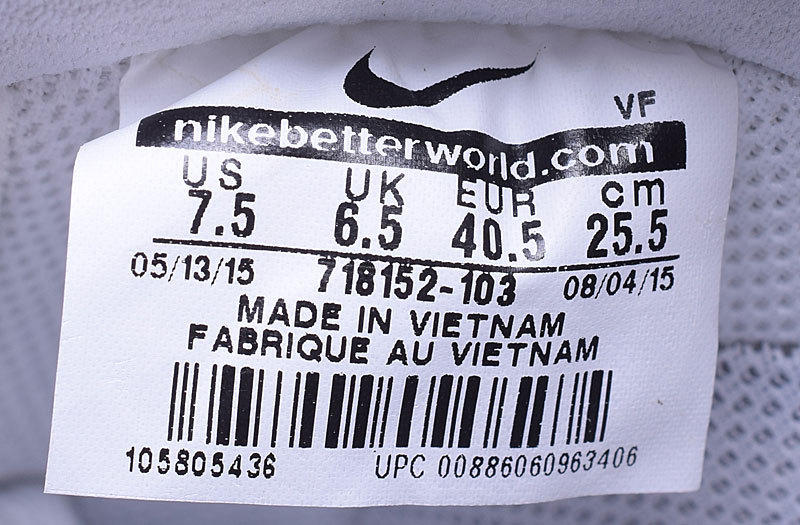 VF
nikebetterworld.com
US UK EUR cm
7.5 6.5 40.5 25.5
05/13/15 718152-103 08/04/15
MADE IN VIETNAM
FABRIQUE AU VIETNAM
105805436 UPC 00886060963406